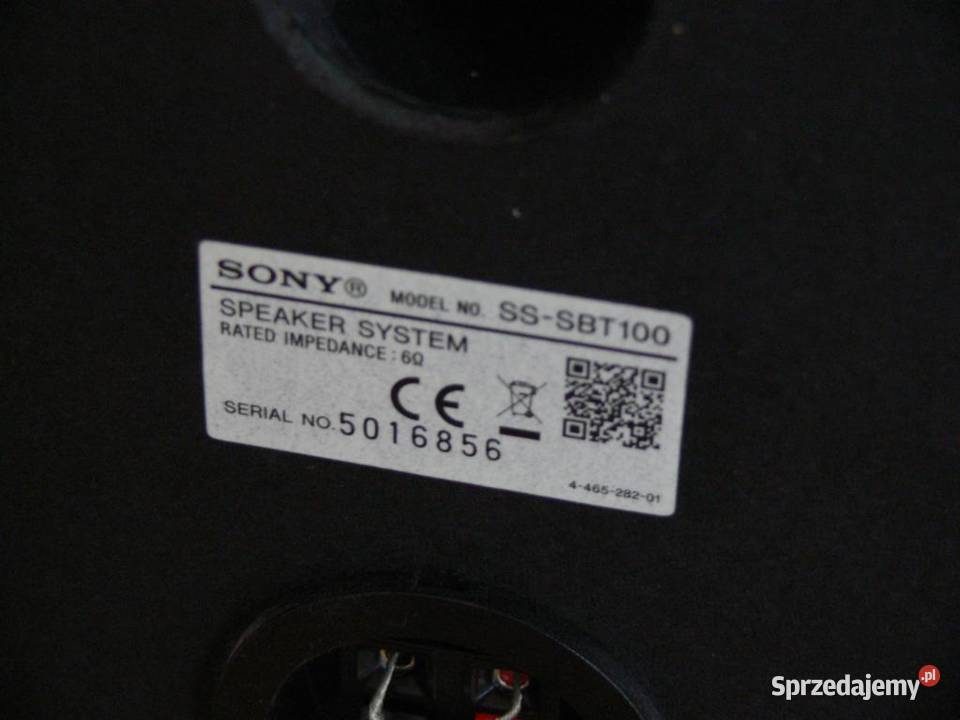 SONY® MODEL NO. SS-SBT100
SPEAKER SYSTEM
RATED IMPEDANCE : 6Ω
CE
SERIAL NO. 5016856
4-465-282-01
Sprzedajemy.pl